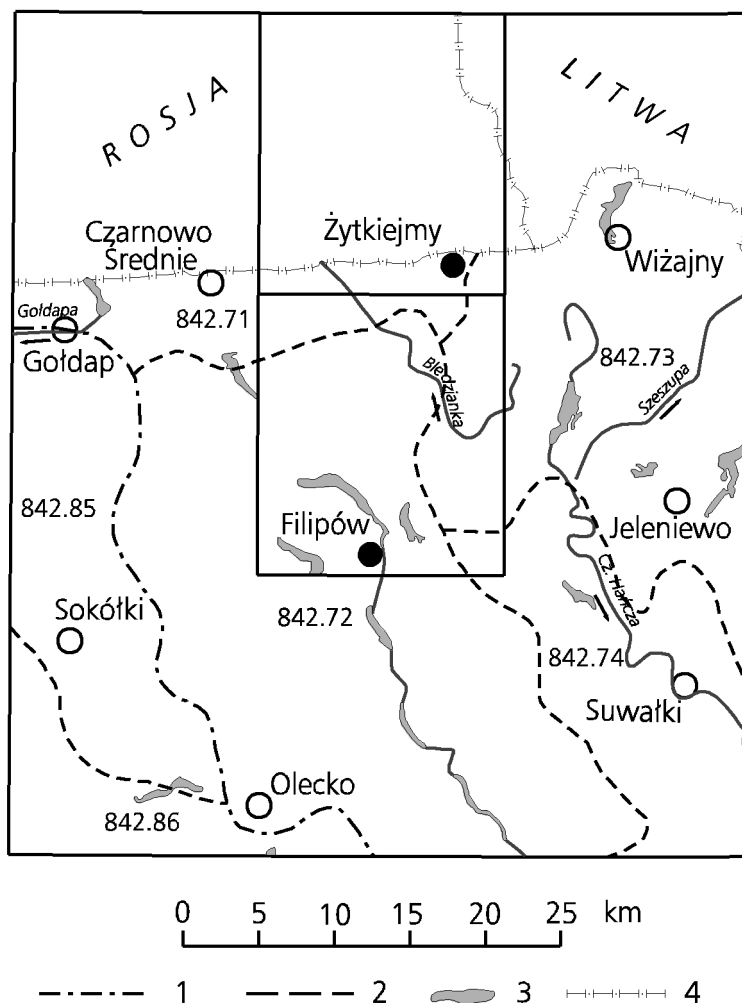 ROSJA
LITWA
Żytkiejmy
Czarnowo
Średnie
Wiżajny
Gołdapa
842.71
Gołdap
842.73
Błędzianka
Szeszupa
842.85
Filipów
Jeleniewo
Cz. Hańcza
Sokółki
842.72
842.74
Suwałki
Olecko
842.86
0 5 10 15 20 25 km
1 2 3 4